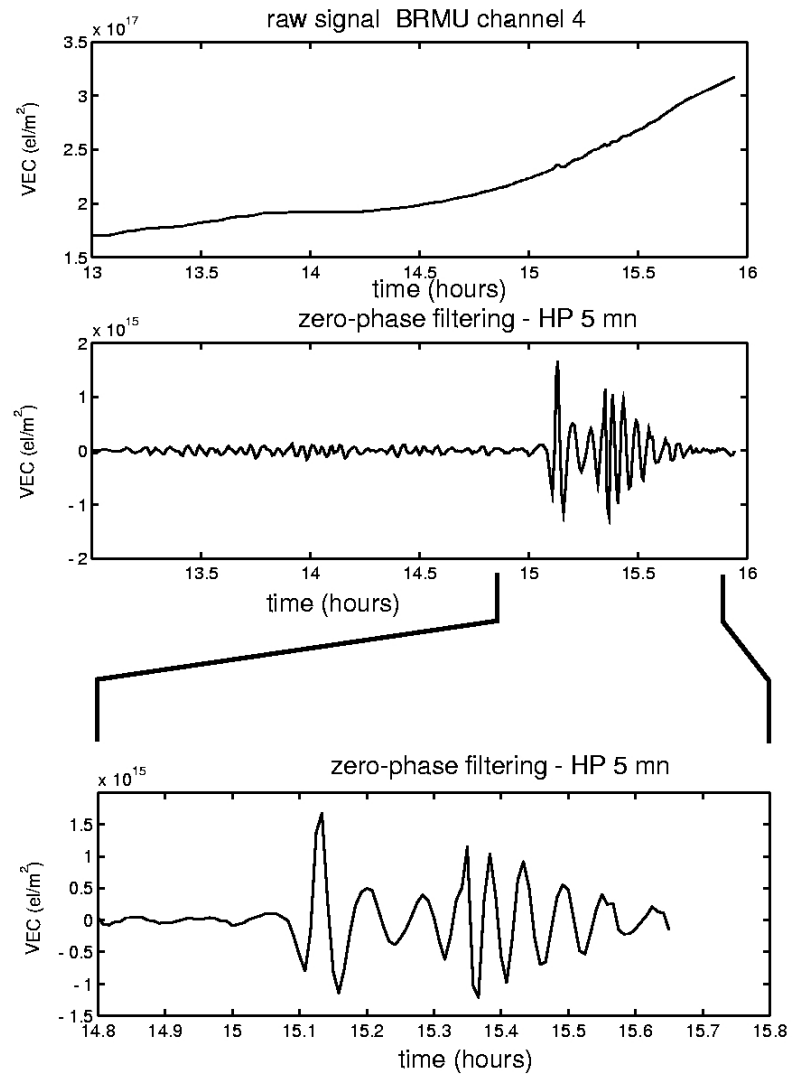 raw signal BRMU channel 4
x 10^17
3.5
3
2.5
2
1.5
VEC (el/m²)
13 13.5 14 14.5 15 15.5 16
time (hours)
zero-phase filtering - HP 5 mn
x 10^15
2
1
0
- 1
- 2
VEC (el/m²)
13.5 14 14.5 15 15.5 16
time (hours)
zero-phase filtering - HP 5 mn
x 10^15
1.5
1
0.5
0
-0.5
- 1
- 1.5
VEC (el/m²)
14.8 14.9 15 15.1 15.2 15.3 15.4 15.5 15.6 15.7 15.8
time (hours)